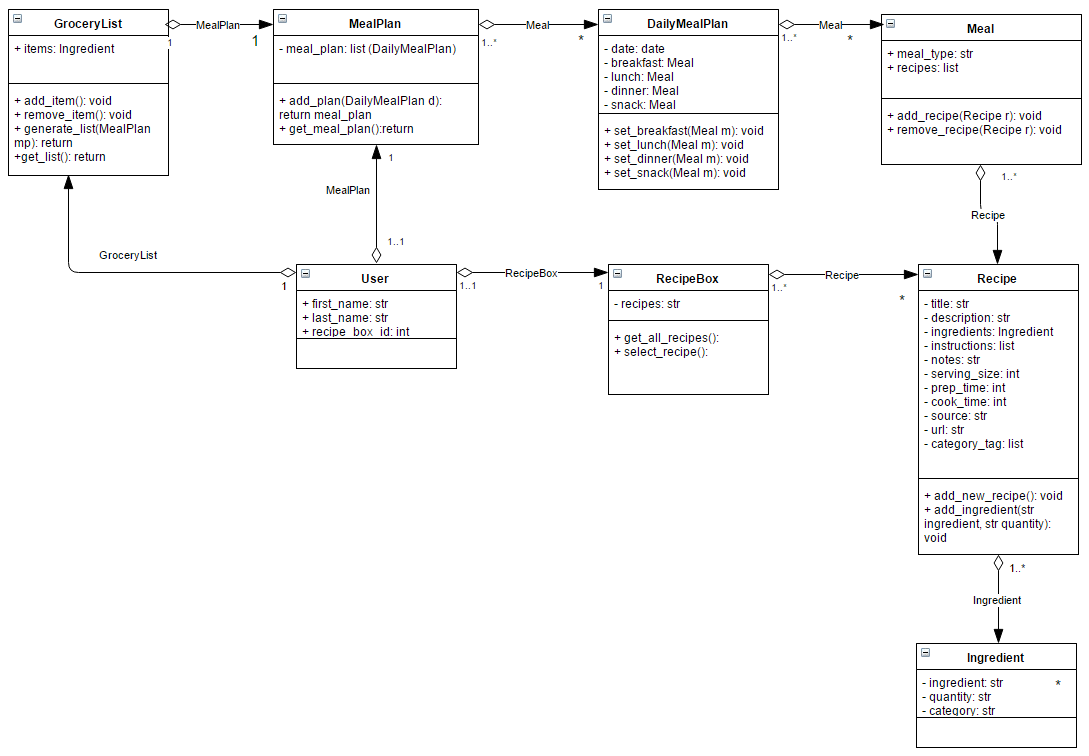 GroceryList
+ items: Ingredient
+ add_item(): void
+ remove_item(): void
+ generate_list(MealPlan
mp): return
+get_list(): return
MealPlan
1
1
MealPlan
- meal_plan: list (DailyMealPlan)
+ add_plan(DailyMealPlan d):
return meal_plan
+ get_meal_plan():return
Meal
1..*
*
DailyMealPlan
- date: date
- breakfast: Meal
- lunch: Meal
- dinner: Meal
- snack: Meal
+ set_breakfast(Meal m): void
+ set_lunch(Meal m): void
+ set_dinner(Meal m): void
+ set_snack(Meal m): void
Meal
1..*
*
Meal
+ meal_type: str
+ recipes: list
+ add_recipe(Recipe r): void
+ remove_recipe(Recipe r): void
1
MealPlan
1..1
1..*
Recipe
GroceryList
1
User
+ first_name: str
+ last_name: str
+ recipe_box_id: int
RecipeBox
1..1
1
RecipeBox
- recipes: str
+ get_all_recipes():
+ select_recipe():
Recipe
1..*
*
Recipe
- title: str
- description: str
- ingredients: Ingredient
- instructions: list
- notes: str
- serving_size: int
- prep_time: int
- cook_time: int
- source: str
- url: str
- category_tag: list
+ add_new_recipe(): void
+ add_ingredient(str
ingredient, str quantity):
void
1..*
Ingredient
Ingredient
- ingredient: str
*
- quantity: str
- category: str